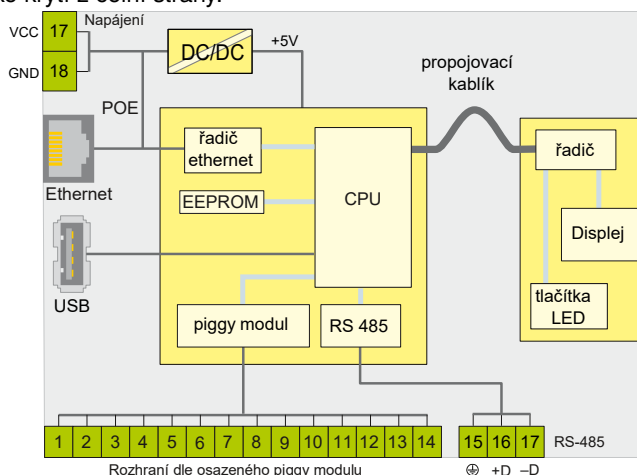 VCC 17 Napájení
GND 18
DC/DC
+5V
POE
propojovací
kablík
řadič
ethernet
EEPROM
CPU
řadič
Displej
tlačítka
LED
Ethernet
USB
piggy modul
RS 485
1 2 3 4 5 6 7 8 9 10 11 12 13 14
15 16 17 RS-485
Rozhraní dle osazeného piggy modulu
+D –D